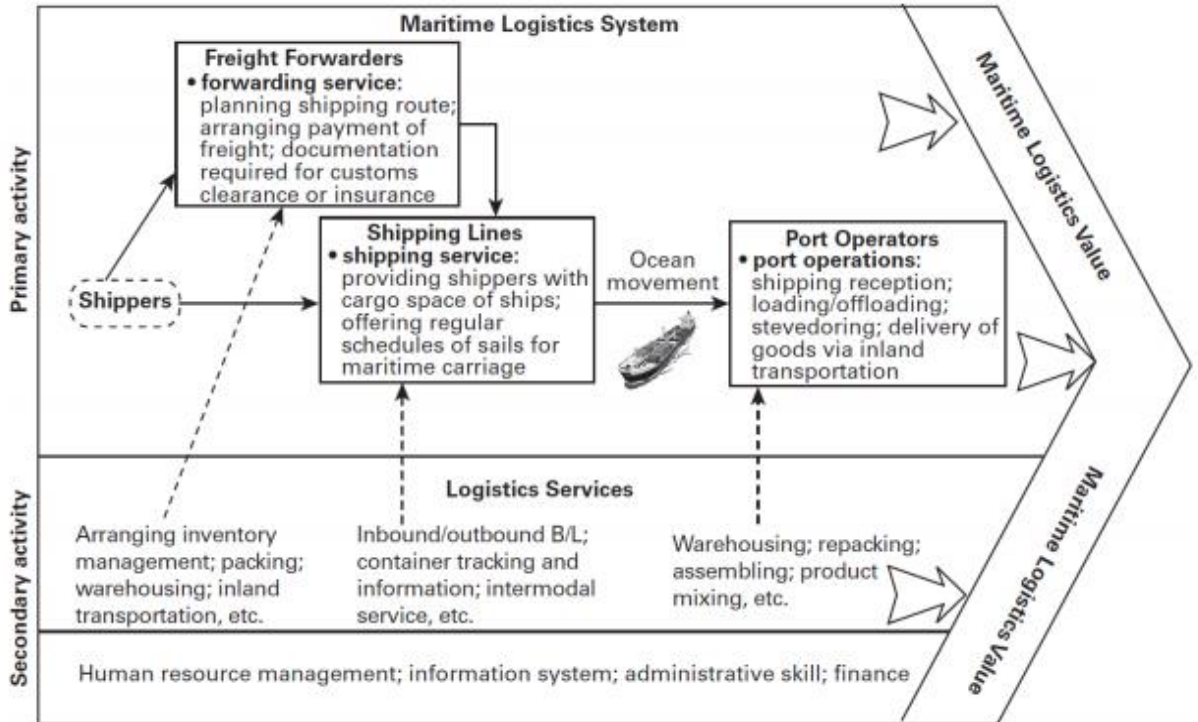 Maritime Logistics System
Freight Forwarders
• forwarding service:
planning shipping route;
arranging payment of
freight; documentation
required for customs
clearance or insurance
Shippers
Shipping Lines
• shipping service:
providing shippers with
cargo space of ships;
offering regular
schedules of sails for
maritime carriage
Ocean
movement
Port Operators
• port operations:
shipping reception;
loading/offloading;
stevedoring; delivery of
goods via inland
transportation
Primary activity
Maritime Logistics Value
Logistics Services
Arranging inventory
management; packing;
warehousing; inland
transportation, etc.
Inbound/outbound B/L;
container tracking and
information; intermodal
service, etc.
Warehousing; repacking;
assembling; product
mixing, etc.
Human resource management; information system; administrative skill; finance
Secondary activity
Maritime Logistics Value